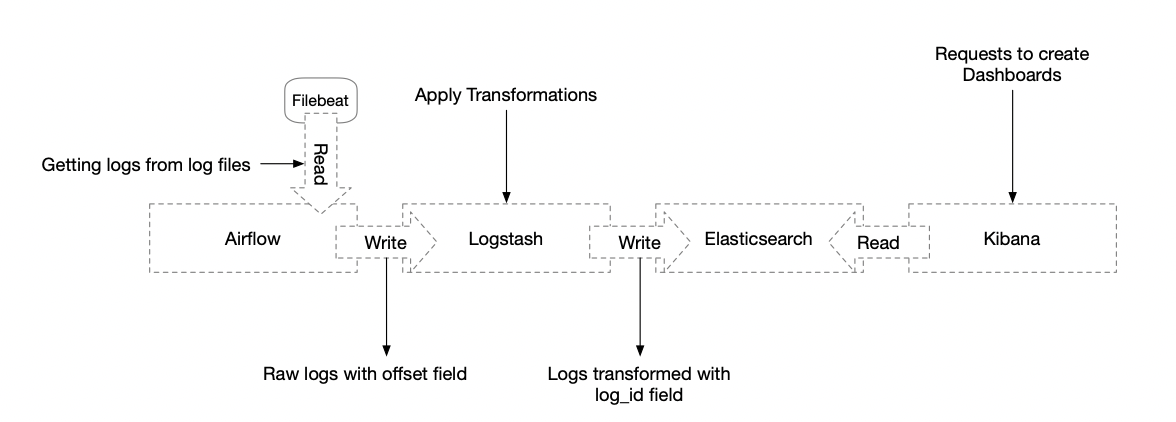 Requests to create
Dashboards
Filebeat
Apply Transformations
Getting logs from log files
Read
Airflow
Write
Logstash
Write
Elasticsearch
Read
Kibana
Raw logs with offset field
Logs transformed with
log_id field